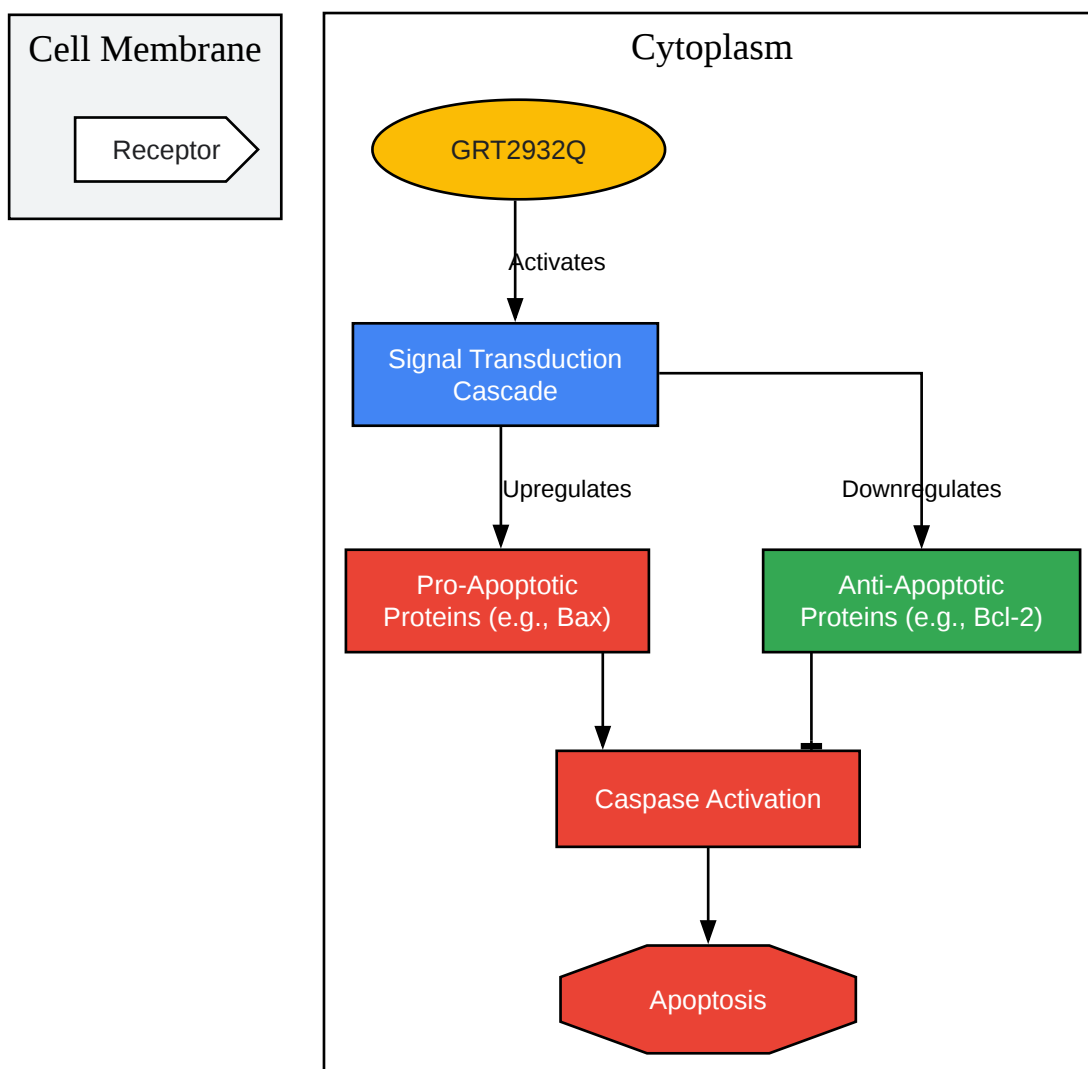 Cell Membrane
Receptor
Cytoplasm
GRT2932Q
Activates
Signal Transduction
Cascade
Upregulates
Downregulates
Pro-Apoptotic
Proteins (e.g., Bax)
Anti-Apoptotic
Proteins (e.g., Bcl-2)
Caspase Activation
Apoptosis